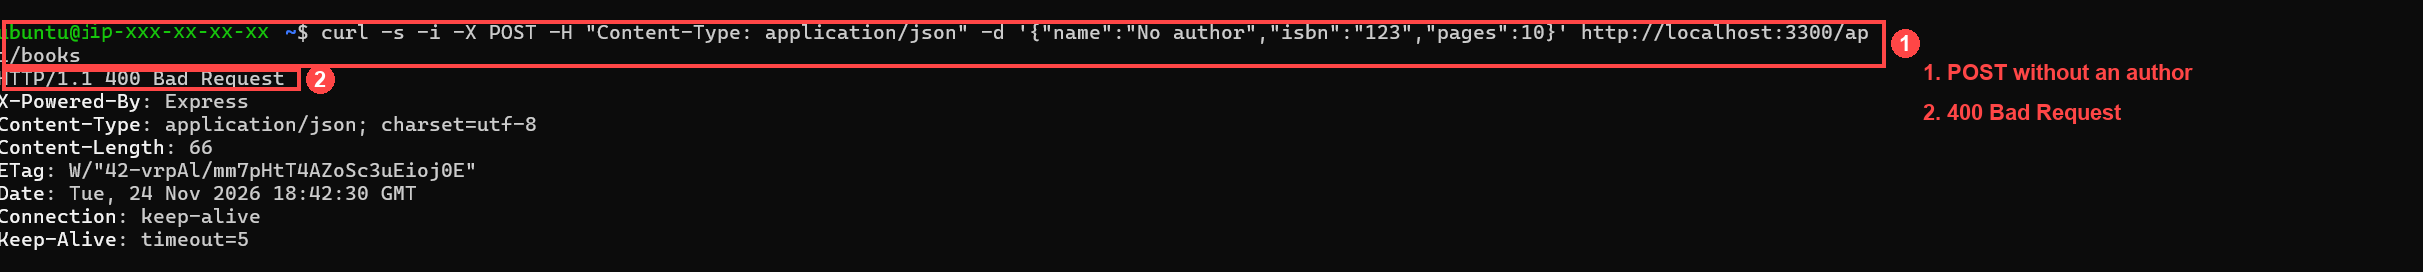 ubuntu@jip-xxx-xx-xx-xx ~$ curl -s -i -X POST -H "Content-Type: application/json" -d '{"name":"No author","isbn":"123","pages":10}' http://localhost:3300/ap
i/books
1
HTTP/1.1 400 Bad Request
2
1. POST without an author
X-Powered-By: Express
2. 400 Bad Request
Content-Type: application/json; charset=utf-8
Content-Length: 66
ETag: W/"42-vrpAl/mm7pHtT4AZoSc3uEioj0E"
Date: Tue, 24 Nov 2026 18:42:30 GMT
Connection: keep-alive
Keep-Alive: timeout=5